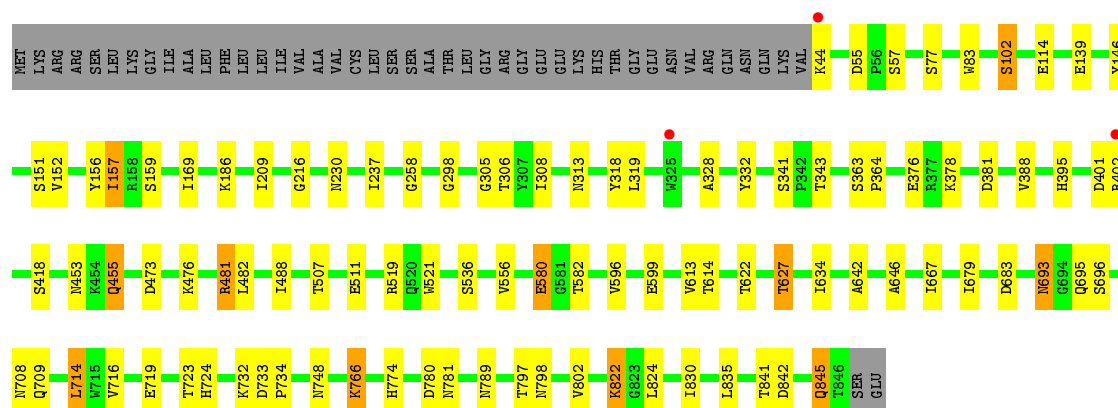 MET LYS ARG ARG SER LEU LYS GLY ILE ALA LEU PHE LEU LEU ILE VAL ALA VAL CYS LEU SER SER ALA THR LEU GLY ARG GLY GLU GLU LYS HIS THR GLY GLU ASN VAL ARG GLN ASN GLN LYS VAL K44 D55 P56 S57 S77 W83 S102 E114 E139 Y146
S151 V152 Y156 I157 R158 S159 I169 K186 I209 G216 N230 I237 G258 G298 G305 T306 Y307 I308 N313 Y318 L319 W325 A328 Y332 S341 P342 T343 S363 P364 E376 R377 K378 D381 V388 H395 D401 R402
S418 N453 K454 Q455 D473 K476 R481 L482 I488 T507 E511 R519 Q520 W521 S536 V556 E580 G581 T582 V596 E599 V613 T614 T622 T627 I634 A642 A646 I667 I679 D683 N693 G694 Q695 S696
N708 Q709 L714 W715 V716 E719 T723 H724 K732 D733 P734 N748 K766 H774 D780 N781 N789 T797 N798 V802 K822 G823 L824 I830 L835 T841 D842 Q845 T846 SER GLU